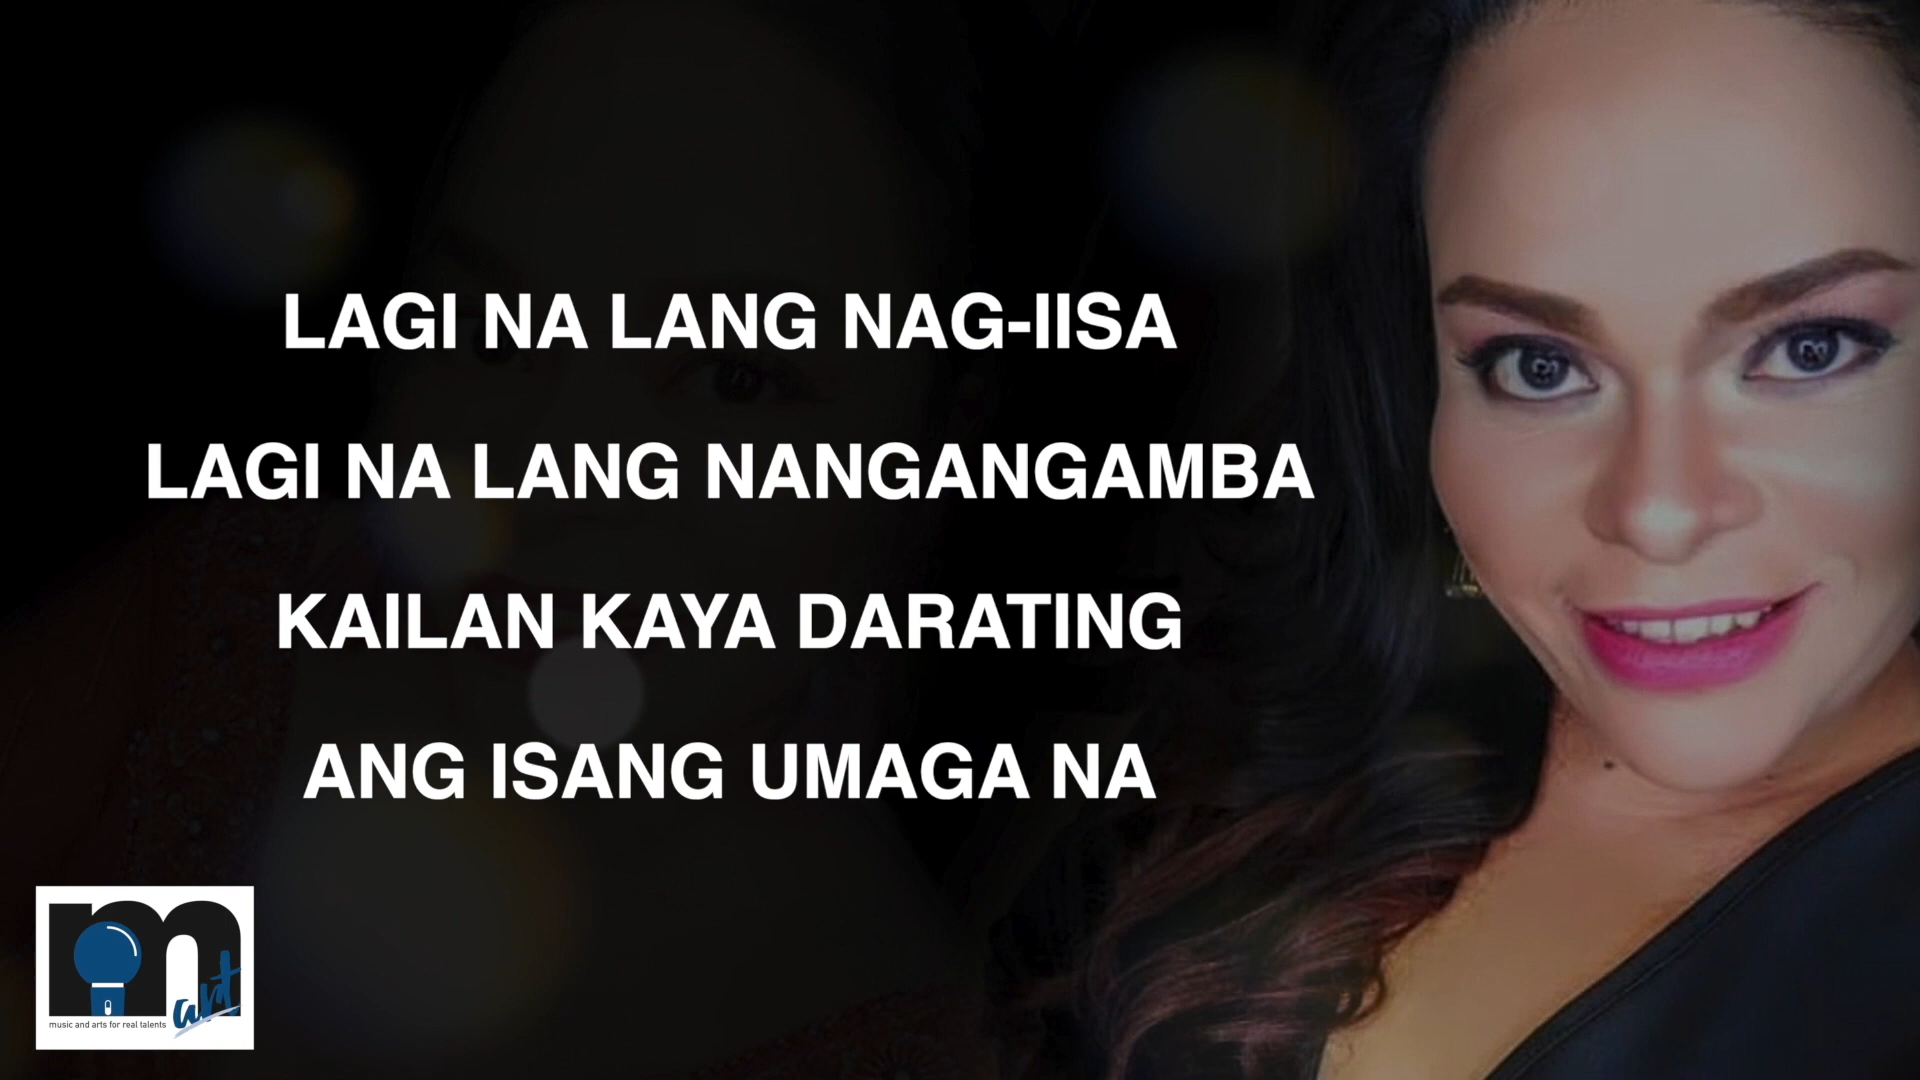 LAGI NA LANG NAG-IISA
LAGI NA LANG NANGANGAMBA
KAILAN KAYA DARATING
ANG ISANG UMAGA NA
m art
music and arts for real talents